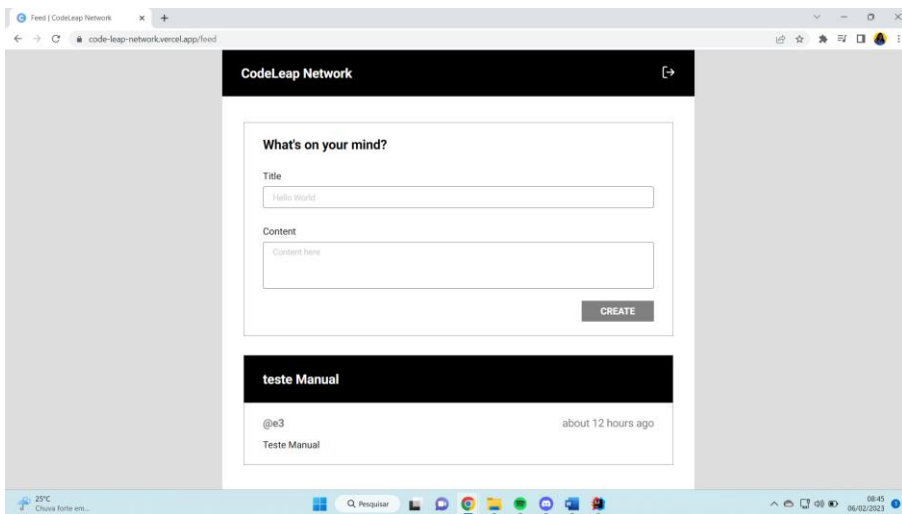 Feed | CodeLeap Network
code-leap-network.vercel.app/feed
CodeLeap Network
What's on your mind?
Title
Hello World
Content
Content here
CREATE
teste Manual
@e3
about 12 hours ago
Teste Manual
25°C
Chuva forte em...
Pesquisar
08:45
06/02/2023